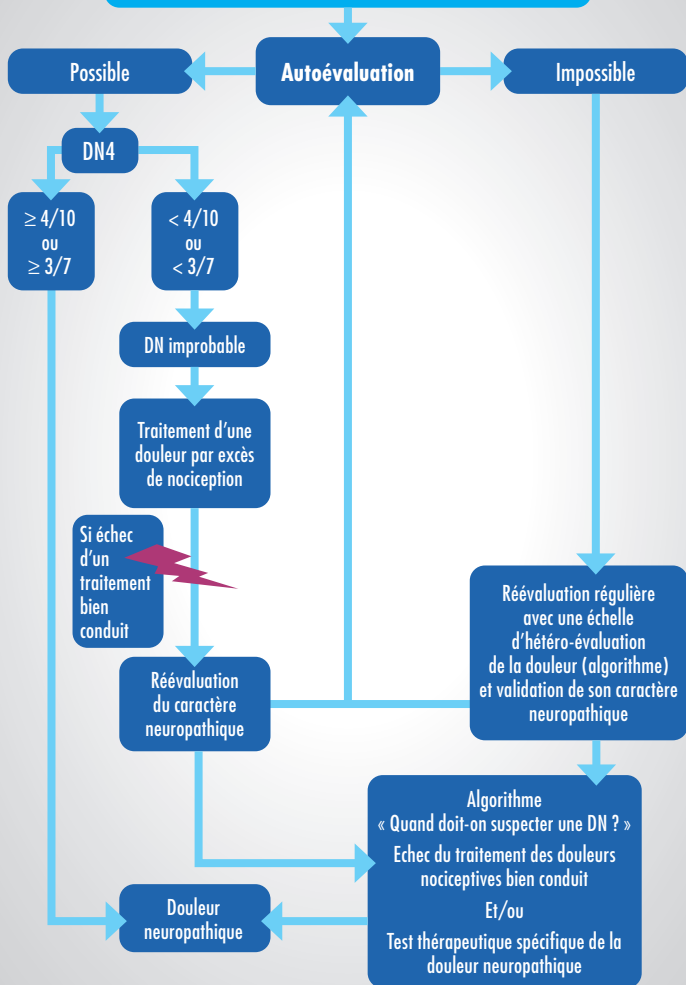 Possible
Autoévaluation
Impossible
DN4
≥ 4/10
ou
≥ 3/7
< 4/10
ou
< 3/7
DN improbable
Traitement d’une
douleur par excès
de nociception
Si échec
d’un
traitement
bien
conduit
Réévaluation
du caractère
neuropathique
Réévaluation régulière
avec une échelle
d’hétéro-évaluation
de la douleur (algorithme)
et validation de son caractère
neuropathique
Algorithme
« Quand doit-on suspecter une DN ? »
Echec du traitement des douleurs
nociceptives bien conduit
Et/ou
Test thérapeutique spécifique de la
douleur neuropathique
Douleur
neuropathique